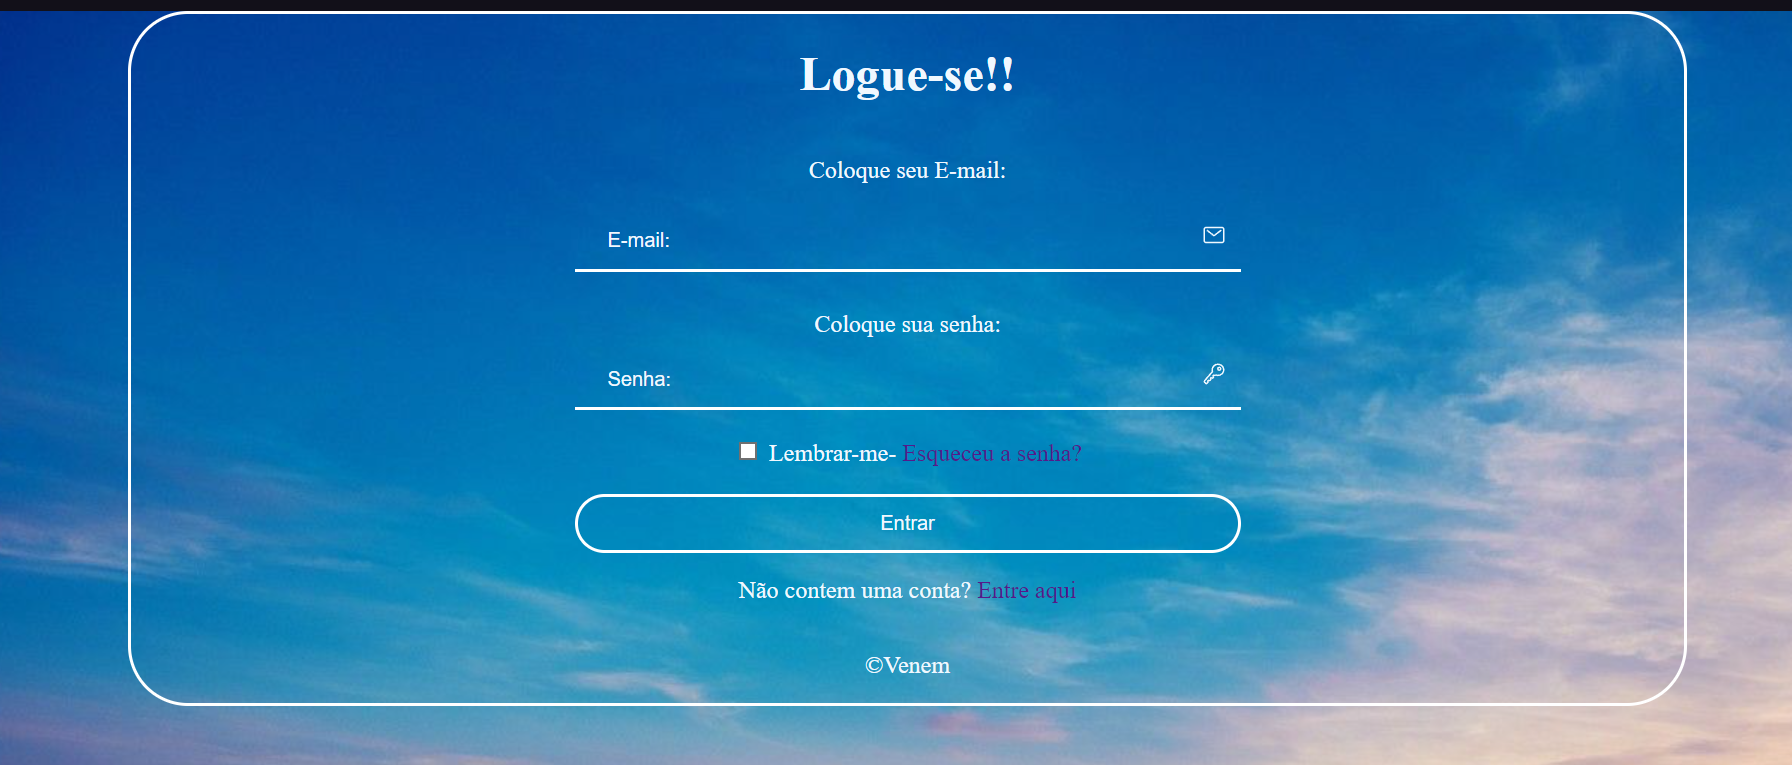 Logue-se!!
Coloque seu E-mail:
E-mail:
Coloque sua senha:
Senha:
Lembrar-me- Esqueceu a senha?
Entrar
Não contem uma conta? Entre aqui
©Venem